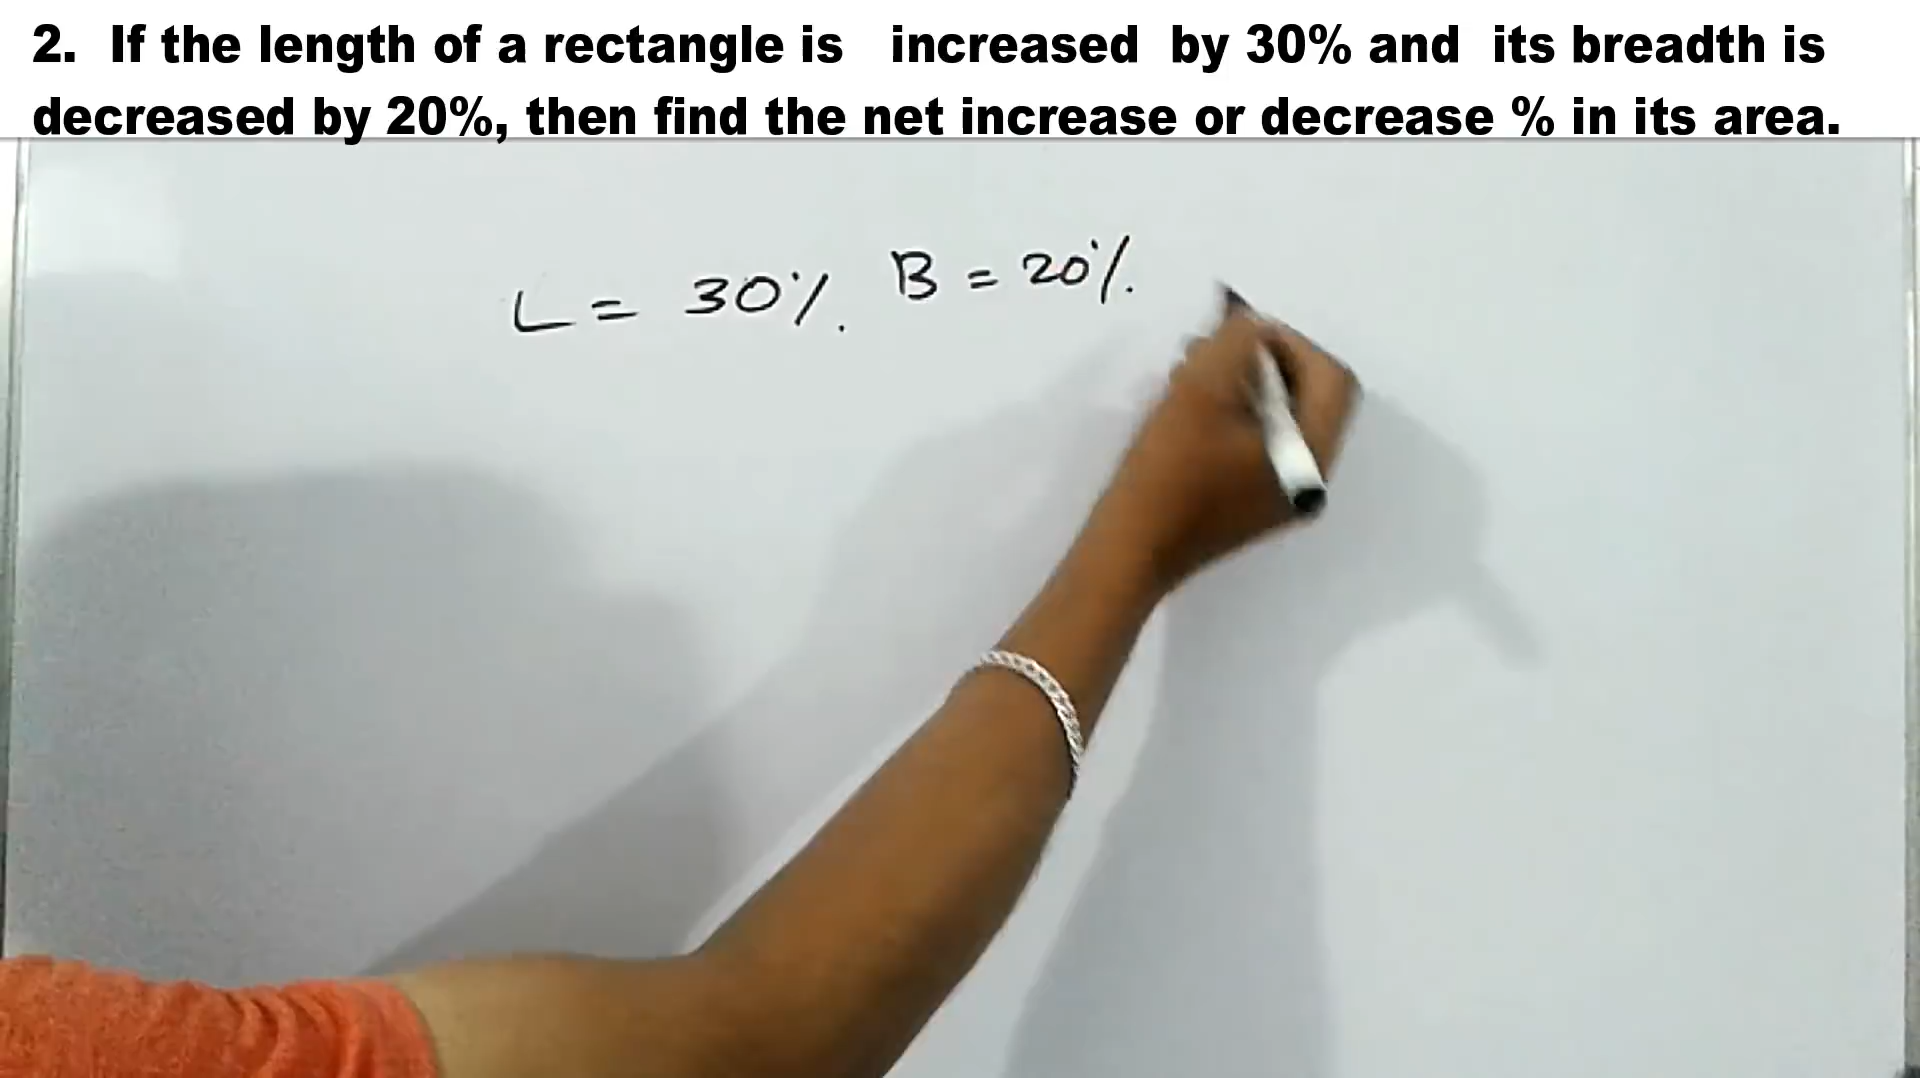 2. If the length of a rectangle is increased by 30% and its breadth is
decreased by 20%, then find the net increase or decrease % in its area.
L = 30% B = 20%